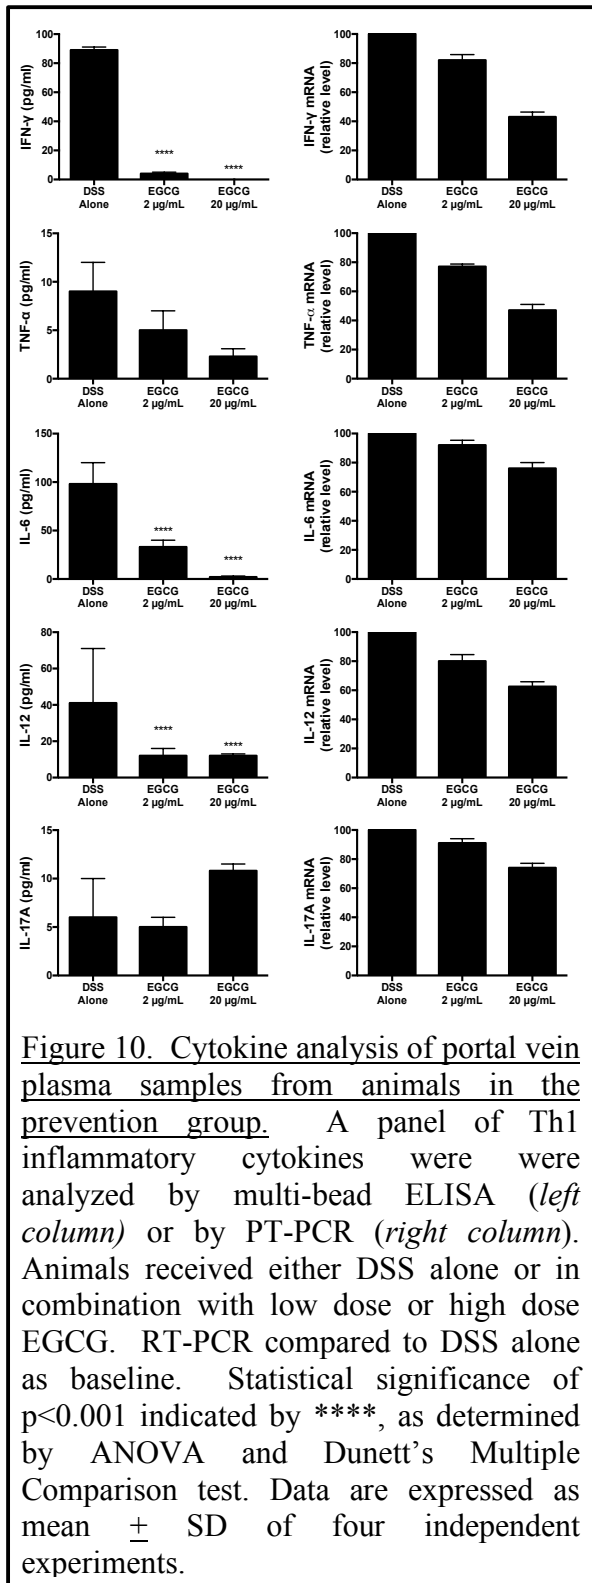 100
80
60
40
20
0
IFN-γ (pg/ml)
****
****
DSS Alone
EGCG 2 µg/mL
EGCG 20 µg/mL
100
80
60
40
20
0
IFN-γ mRNA (relative level)
DSS Alone
EGCG 2 µg/mL
EGCG 20 µg/mL
15
10
5
0
TNF-α (pg/ml)
DSS Alone
EGCG 2 µg/mL
EGCG 20 µg/mL
100
80
60
40
20
0
TNF-α mRNA (relative level)
DSS Alone
EGCG 2 µg/mL
EGCG 20 µg/mL
150
100
50
0
IL-6 (pg/ml)
****
****
DSS Alone
EGCG 2 µg/mL
EGCG 20 µg/mL
100
80
60
40
20
0
IL-6 mRNA (relative level)
DSS Alone
EGCG 2 µg/mL
EGCG 20 µg/mL
80
60
40
20
0
IL-12 (pg/ml)
****
****
DSS Alone
EGCG 2 µg/mL
EGCG 20 µg/mL
100
80
60
40
20
0
IL-12 mRNA (relative level)
DSS Alone
EGCG 2 µg/mL
EGCG 20 µg/mL
15
10
5
0
IL-17A (pg/ml)
DSS Alone
EGCG 2 µg/mL
EGCG 20 µg/mL
100
80
60
40
20
0
IL-17A mRNA (relative level)
DSS Alone
EGCG 2 µg/mL
EGCG 20 µg/mL
Figure 10. Cytokine analysis of portal vein
plasma samples from animals in the
prevention group. A panel of Th1
inflammatory cytokines were were
analyzed by multi-bead ELISA (left
column) or by PT-PCR (right column).
Animals received either DSS alone or in
combination with low dose or high dose
EGCG. RT-PCR compared to DSS alone
as baseline. Statistical significance of
p<0.001 indicated by ****, as determined
by ANOVA and Dunett's Multiple
Comparison test. Data are expressed as
mean ± SD of four independent
experiments.